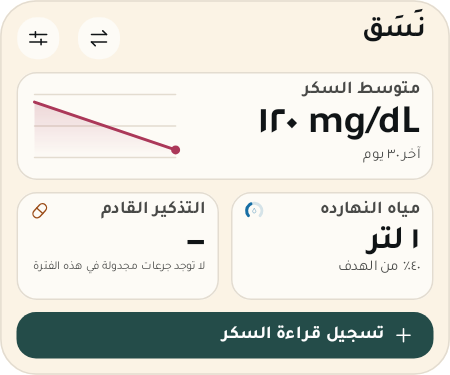 نَسَق
متوسط السكر
١٢٠ mg/dL
آخر ٣٠ يوم
مياه النهارده
١ لتر
٤٠٪ من الهدف
التذكير القادم
–
لا توجد جرعات مجدولة في هذه الفترة
تسجيل قراءة السكر